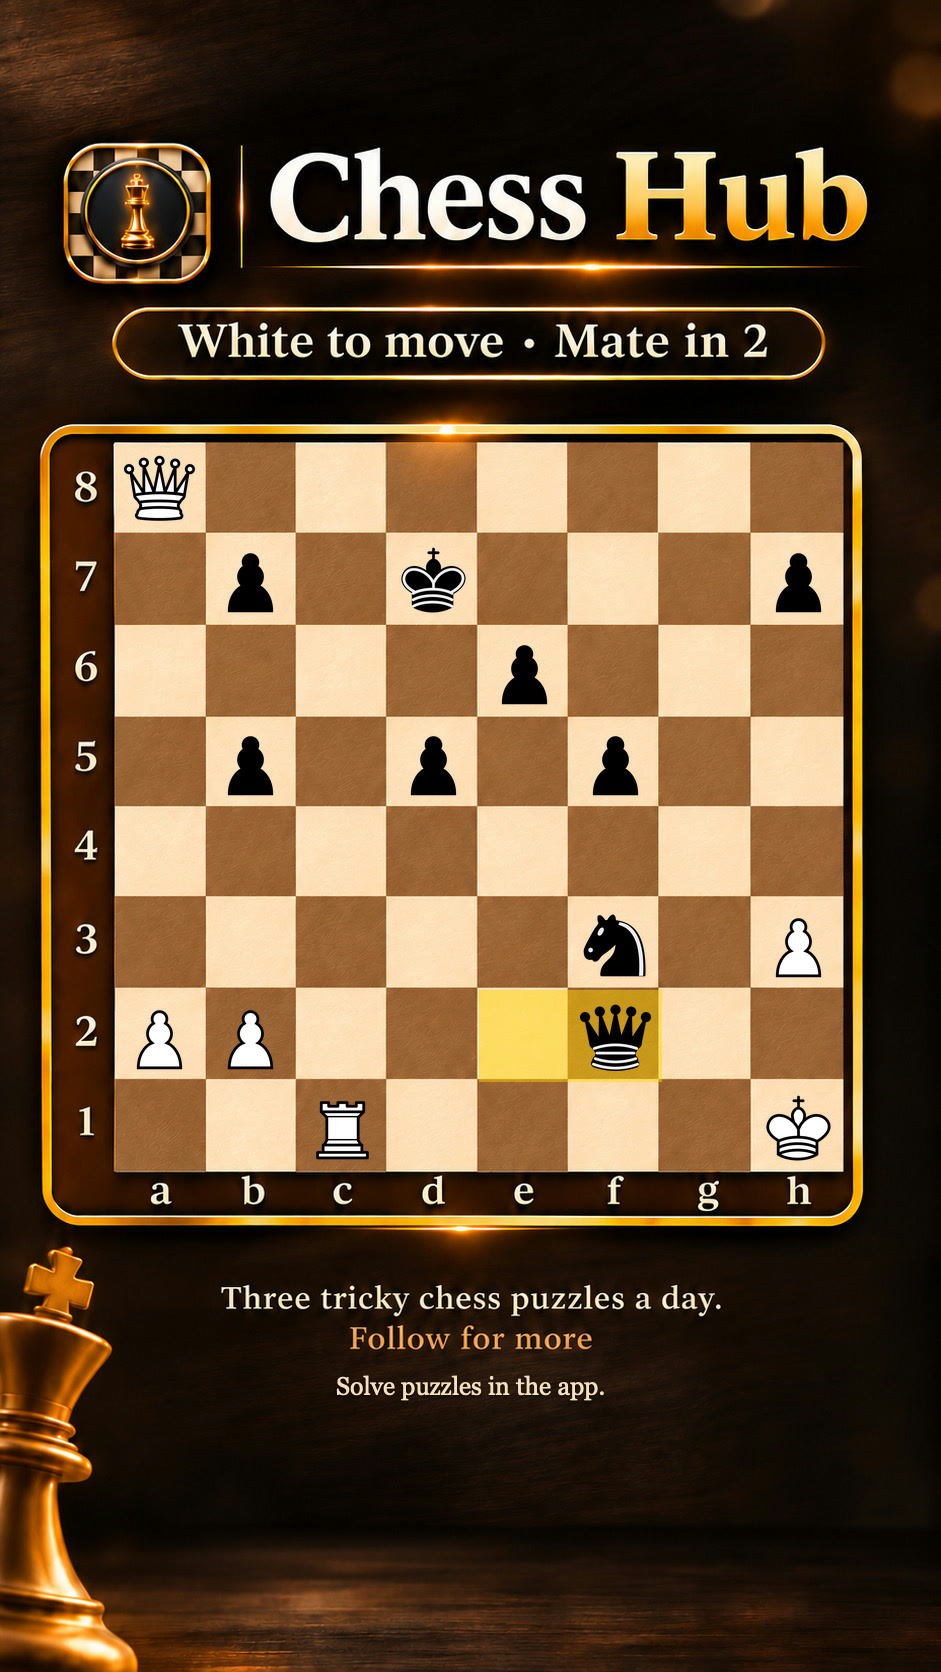 Chess Hub
White to move • Mate in 2
8
7
6
5
4
3
2
1
a b c d e f g h
Three tricky chess puzzles a day.
Follow for more
Solve puzzles in the app.